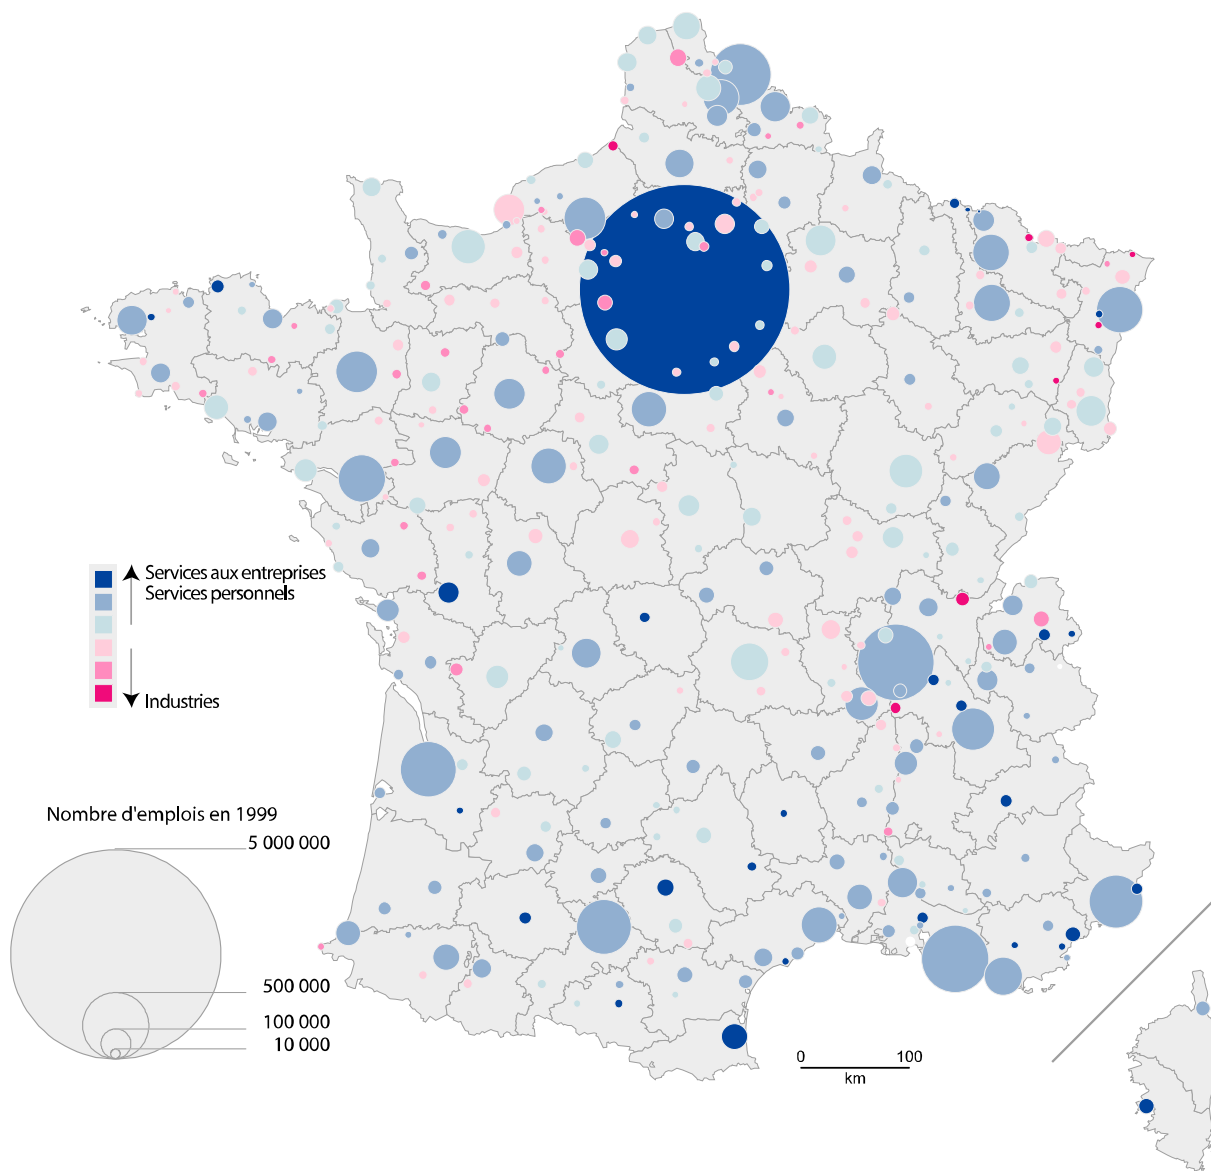 Services aux entreprises
Services personnels
Industries
Nombre d'emplois en 1999
5 000 000
500 000
100 000
10 000
0 100
km